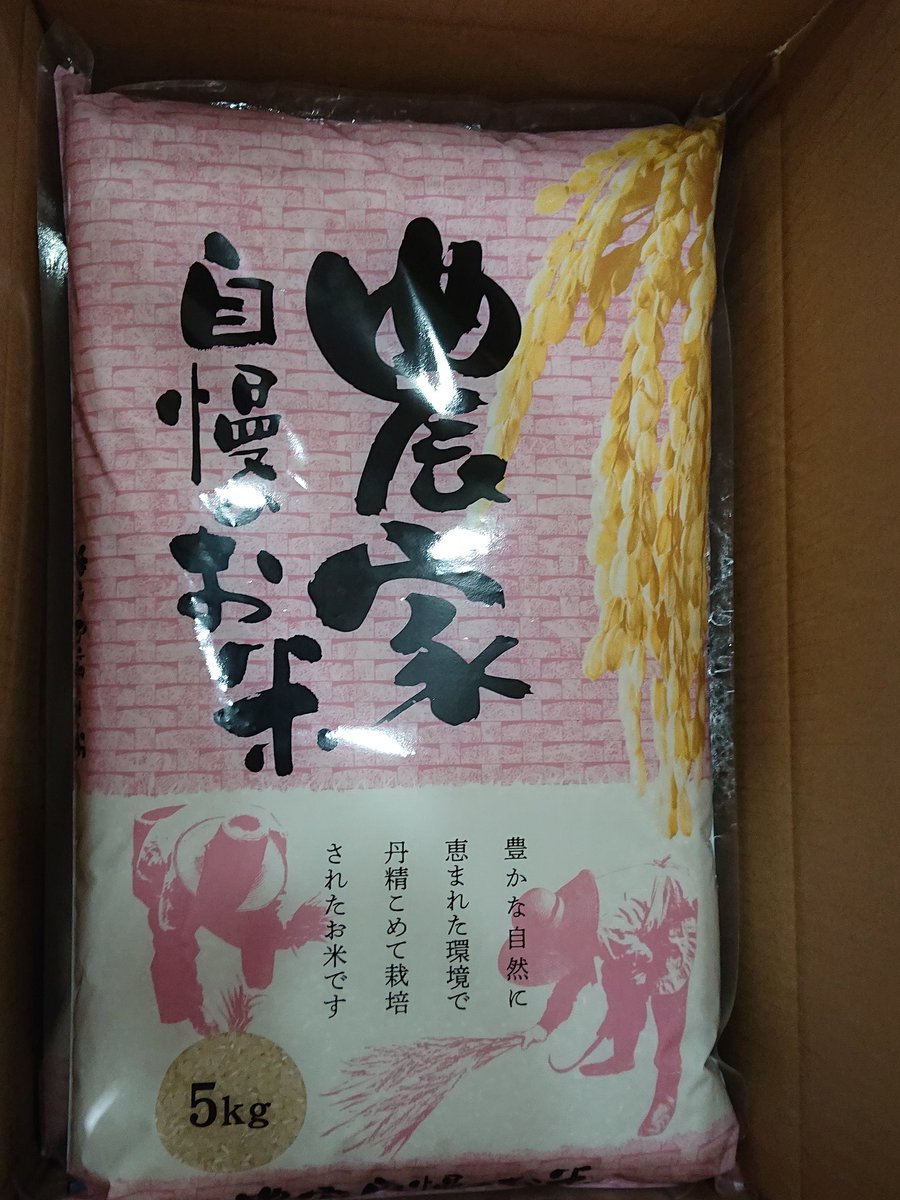 農家
自慢のお米
豊かな自然に
恵まれた環境で
丹精こめて栽培
されたお米です
5kg